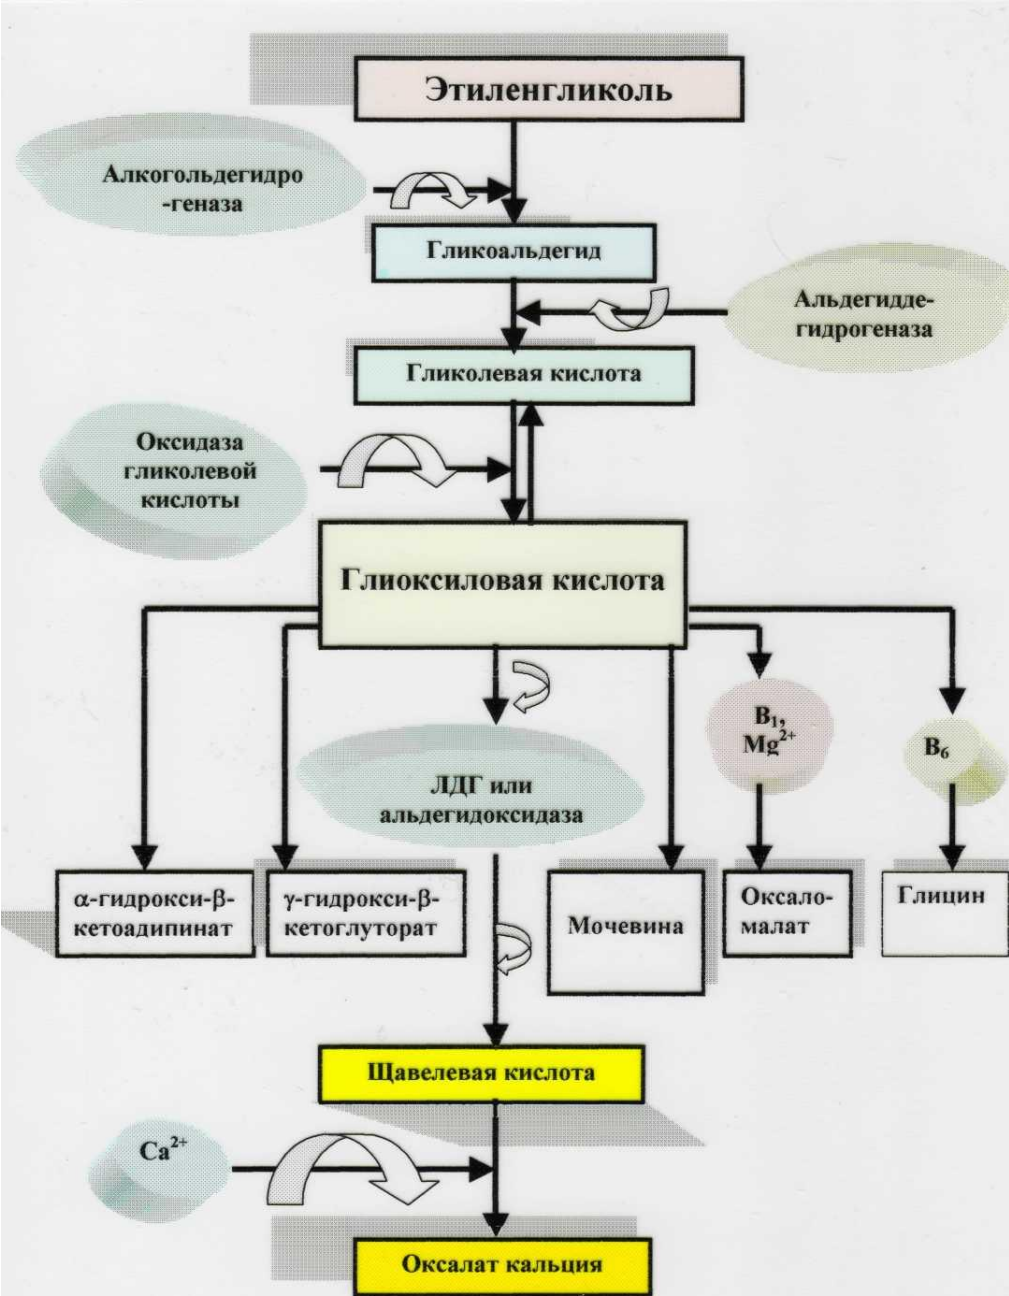 Этиленгликоль
Алкогольдегидро
-геназа
Гликоальдегид
Альдегидде-
гидрогеназа
Гликолевая кислота
Оксидаза
гликолевой
кислоты
Глиоксиловая кислота
B₁,
Mg²⁺
B₆
ЛДГ или
альдегидоксидаза
α-гидрокси-β-
кетоадипинат
γ-гидрокси-β-
кетоглуторат
Мочевина
Оксало-
малат
Глицин
Щавелевая кислота
Ca²⁺
Оксалат кальция